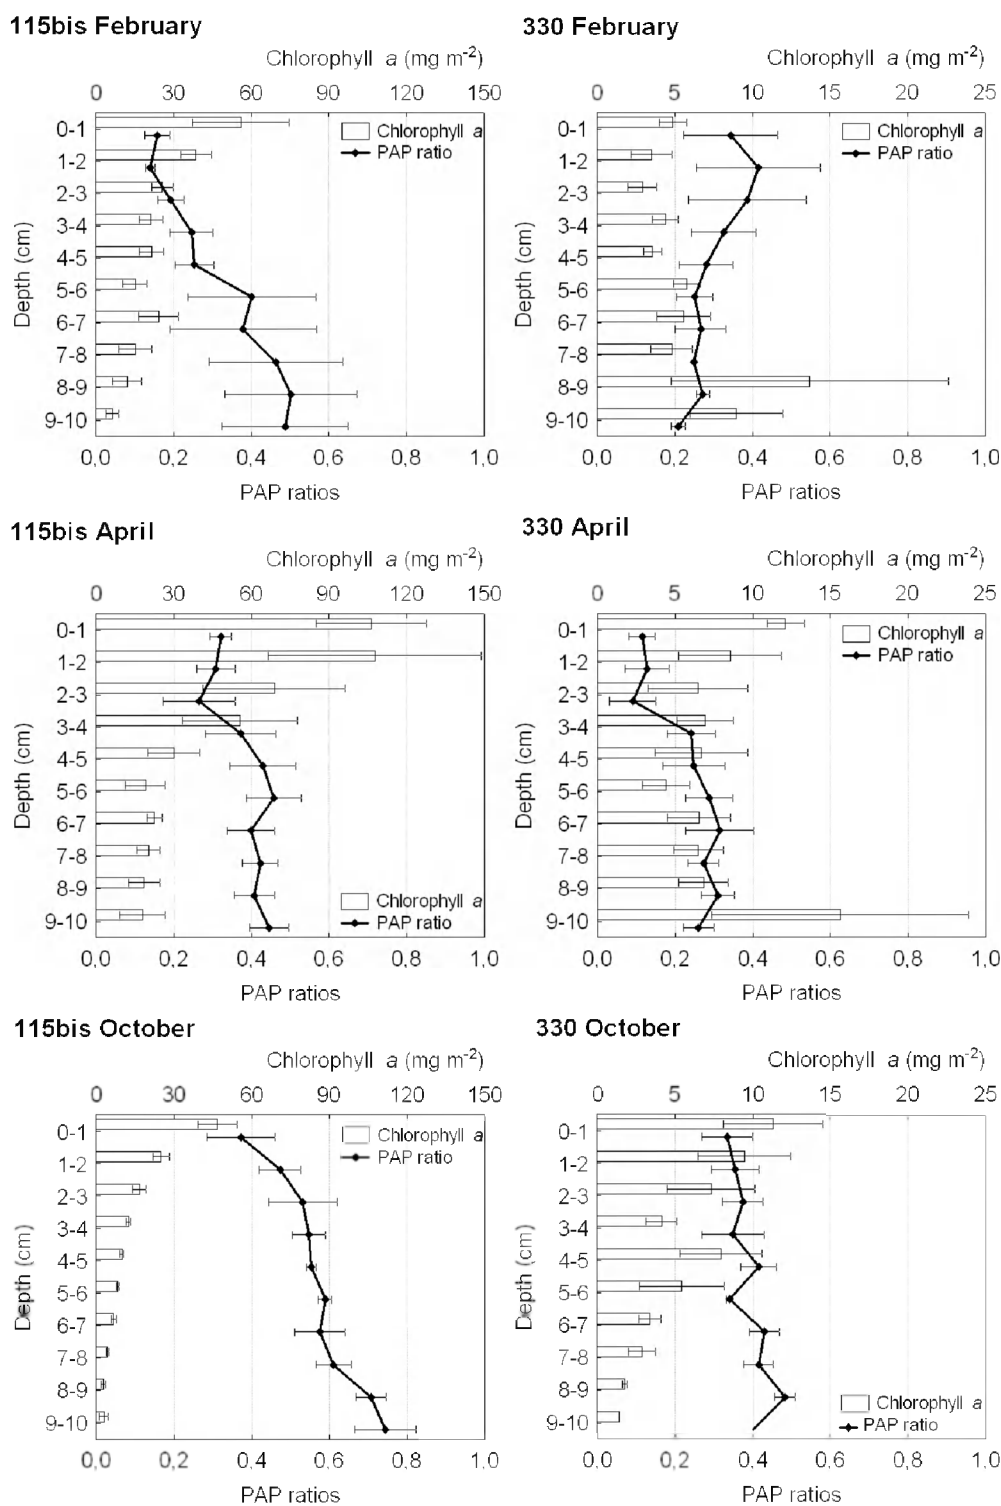 115bis February
Chlorophyll a (mg m-2)
0 30 60 90 120 150
0-1
1-2
2-3
3-4
4-5
5-6
6-7
7-8
8-9
9-10
Depth (cm)
Chlorophyll a
PAP ratio
0,0 0,2 0,4 0,6 0,8 1,0
PAP ratios
330 February
Chlorophyll a (mg m-2)
0 5 10 15 20 25
0-1
1-2
2-3
3-4
4-5
5-6
6-7
7-8
8-9
9-10
Depth (cm)
Chlorophyll a
PAP ratio
0,0 0,2 0,4 0,6 0,8 1,0
PAP ratios
115bis April
Chlorophyll a (mg m-2)
0 30 60 90 120 150
0-1
1-2
2-3
3-4
4-5
5-6
6-7
7-8
8-9
9-10
Depth (cm)
Chlorophyll a
PAP ratio
0,0 0,2 0,4 0,6 0,8 1,0
PAP ratios
330 April
Chlorophyll a (mg m-2)
0 5 10 15 20 25
0-1
1-2
2-3
3-4
4-5
5-6
6-7
7-8
8-9
9-10
Depth (cm)
Chlorophyll a
PAP ratio
0,0 0,2 0,4 0,6 0,8 1,0
PAP ratios
115bis October
Chlorophyll a (mg m-2)
0 30 60 90 120 150
0-1
1-2
2-3
3-4
4-5
5-6
6-7
7-8
8-9
9-10
Depth (cm)
Chlorophyll a
PAP ratio
0,0 0,2 0,4 0,6 0,8 1,0
PAP ratios
330 October
Chlorophyll a (mg m-2)
0 5 10 15 20 25
0-1
1-2
2-3
3-4
4-5
5-6
6-7
7-8
8-9
9-10
Depth (cm)
Chlorophyll a
PAP ratio
0,0 0,2 0,4 0,6 0,8 1,0
PAP ratios